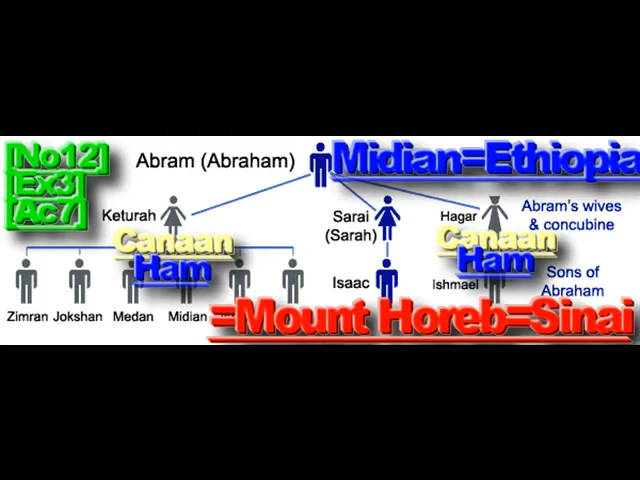 [No12]
[Ex3]
[Ac7]
Abram (Abraham)
Midian=Ethiopia
Keturah
Sarai
(Sarah)
Hagar
Abram's wives
& concubine
Canaan
Ham
Canaan
Ham
Isaac
Ishmael
Sons of
Abraham
Zimran Jokshan Medan Midian
=Mount Horeb=Sinai